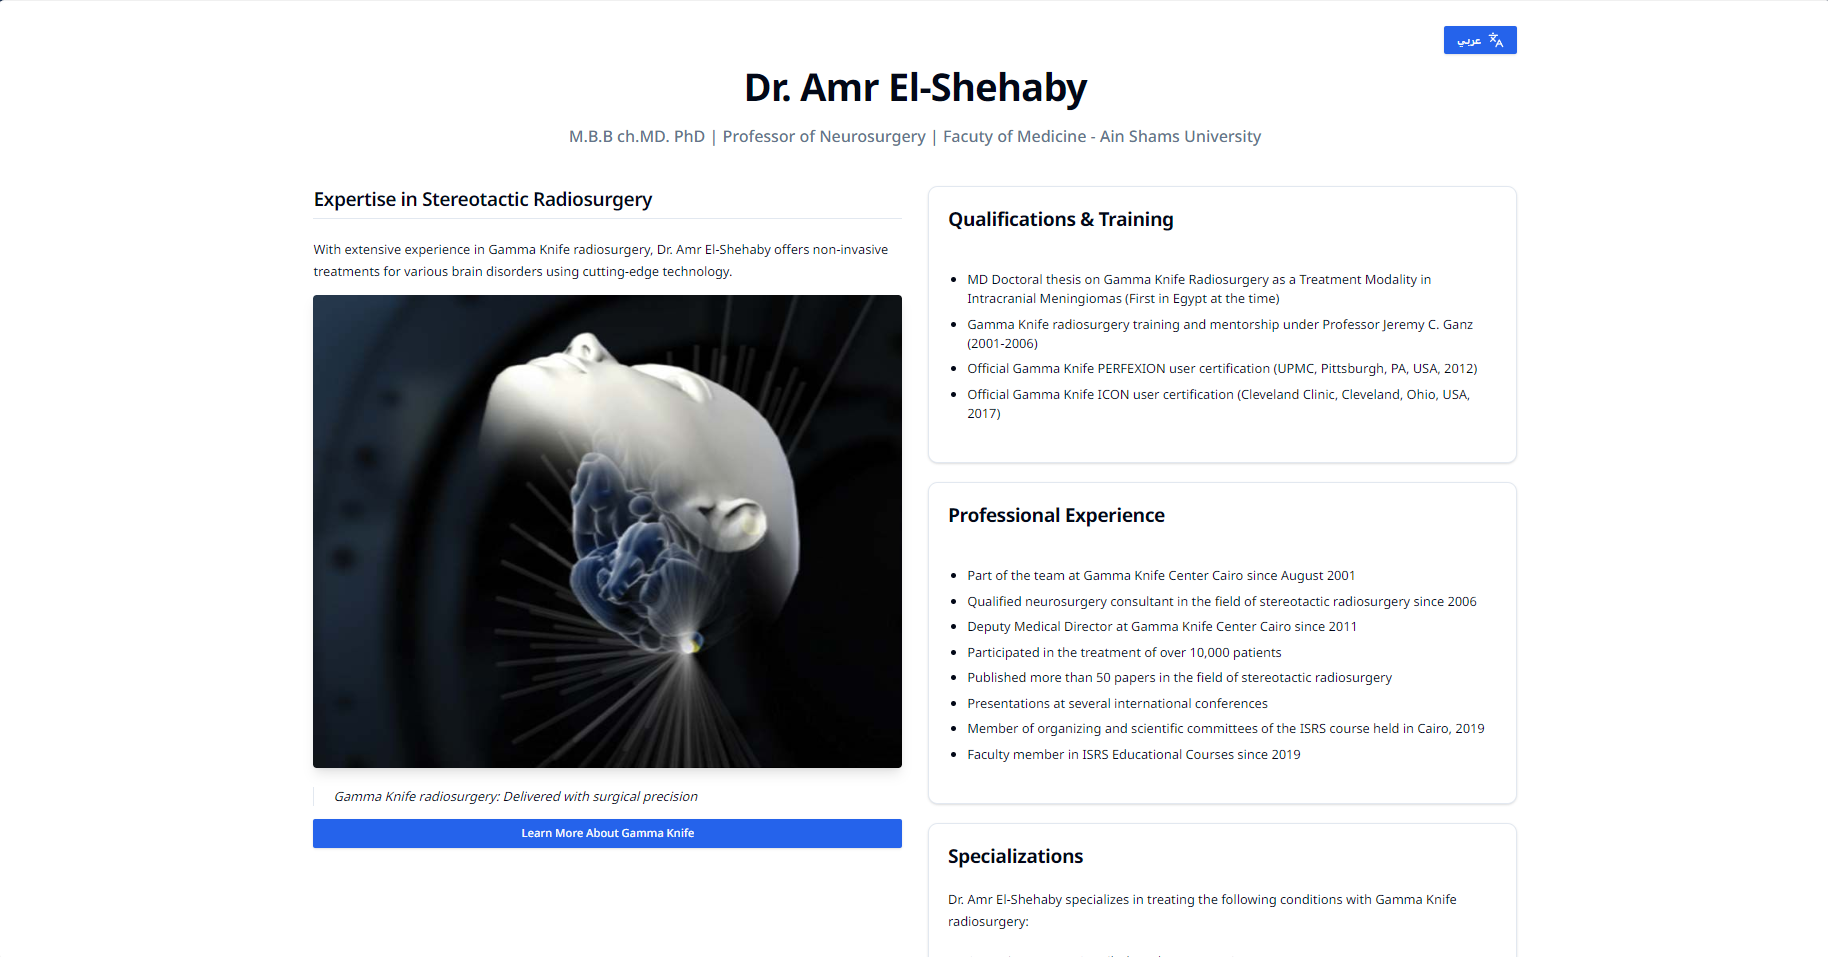 عربي
Dr. Amr El-Shehaby
M.B.B ch.MD. PhD | Professor of Neurosurgery | Facuty of Medicine - Ain Shams University
Expertise in Stereotactic Radiosurgery
With extensive experience in Gamma Knife radiosurgery, Dr. Amr El-Shehaby offers non-invasive
treatments for various brain disorders using cutting-edge technology.
Gamma Knife radiosurgery: Delivered with surgical precision
Learn More About Gamma Knife
Qualifications & Training
MD Doctoral thesis on Gamma Knife Radiosurgery as a Treatment Modality in
Intracranial Meningiomas (First in Egypt at the time)
Gamma Knife radiosurgery training and mentorship under Professor Jeremy C. Ganz
(2001-2006)
Official Gamma Knife PERFEXION user certification (UPMC, Pittsburgh, PA, USA, 2012)
Official Gamma Knife ICON user certification (Cleveland Clinic, Cleveland, Ohio, USA,
2017)
Professional Experience
Part of the team at Gamma Knife Center Cairo since August 2001
Qualified neurosurgery consultant in the field of stereotactic radiosurgery since 2006
Deputy Medical Director at Gamma Knife Center Cairo since 2011
Participated in the treatment of over 10,000 patients
Published more than 50 papers in the field of stereotactic radiosurgery
Presentations at several international conferences
Member of organizing and scientific committees of the ISRS course held in Cairo, 2019
Faculty member in ISRS Educational Courses since 2019
Specializations
Dr. Amr El-Shehaby specializes in treating the following conditions with Gamma Knife
radiosurgery: